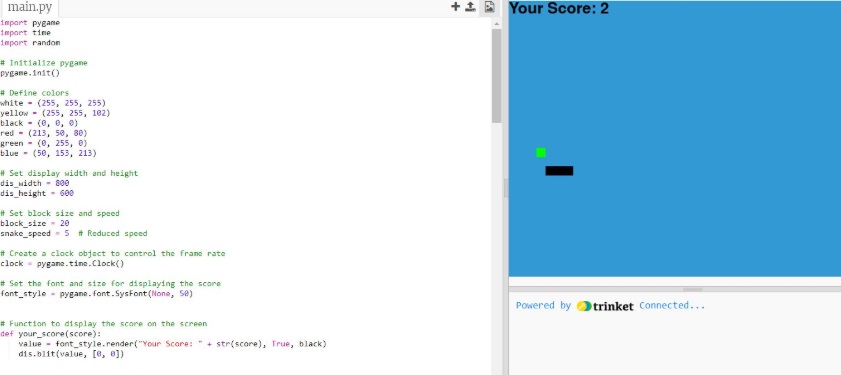 main.py
import pygame
import time
import random
# Initialize pygame
pygame.init()
# Define colors
white = (255, 255, 255)
yellow = (255, 255, 102)
black = (0, 0, 0)
red = (213, 50, 80)
green = (0, 255, 0)
blue = (50, 153, 213)
# Set display width and height
dis_width = 800
dis_height = 600
# Set block size and speed
block_size = 20
snake_speed = 5  # Reduced speed
# Create a clock object to control the frame rate
clock = pygame.time.Clock()
# Set the font and size for displaying the score
font_style = pygame.font.SysFont(None, 50)
# Function to display the score on the screen
def your_score(score):
    value = font_style.render("Your Score: " + str(score), True, black)
    dis.blit(value, [0, 0])
Your Score: 2
Powered by trinket Connected...